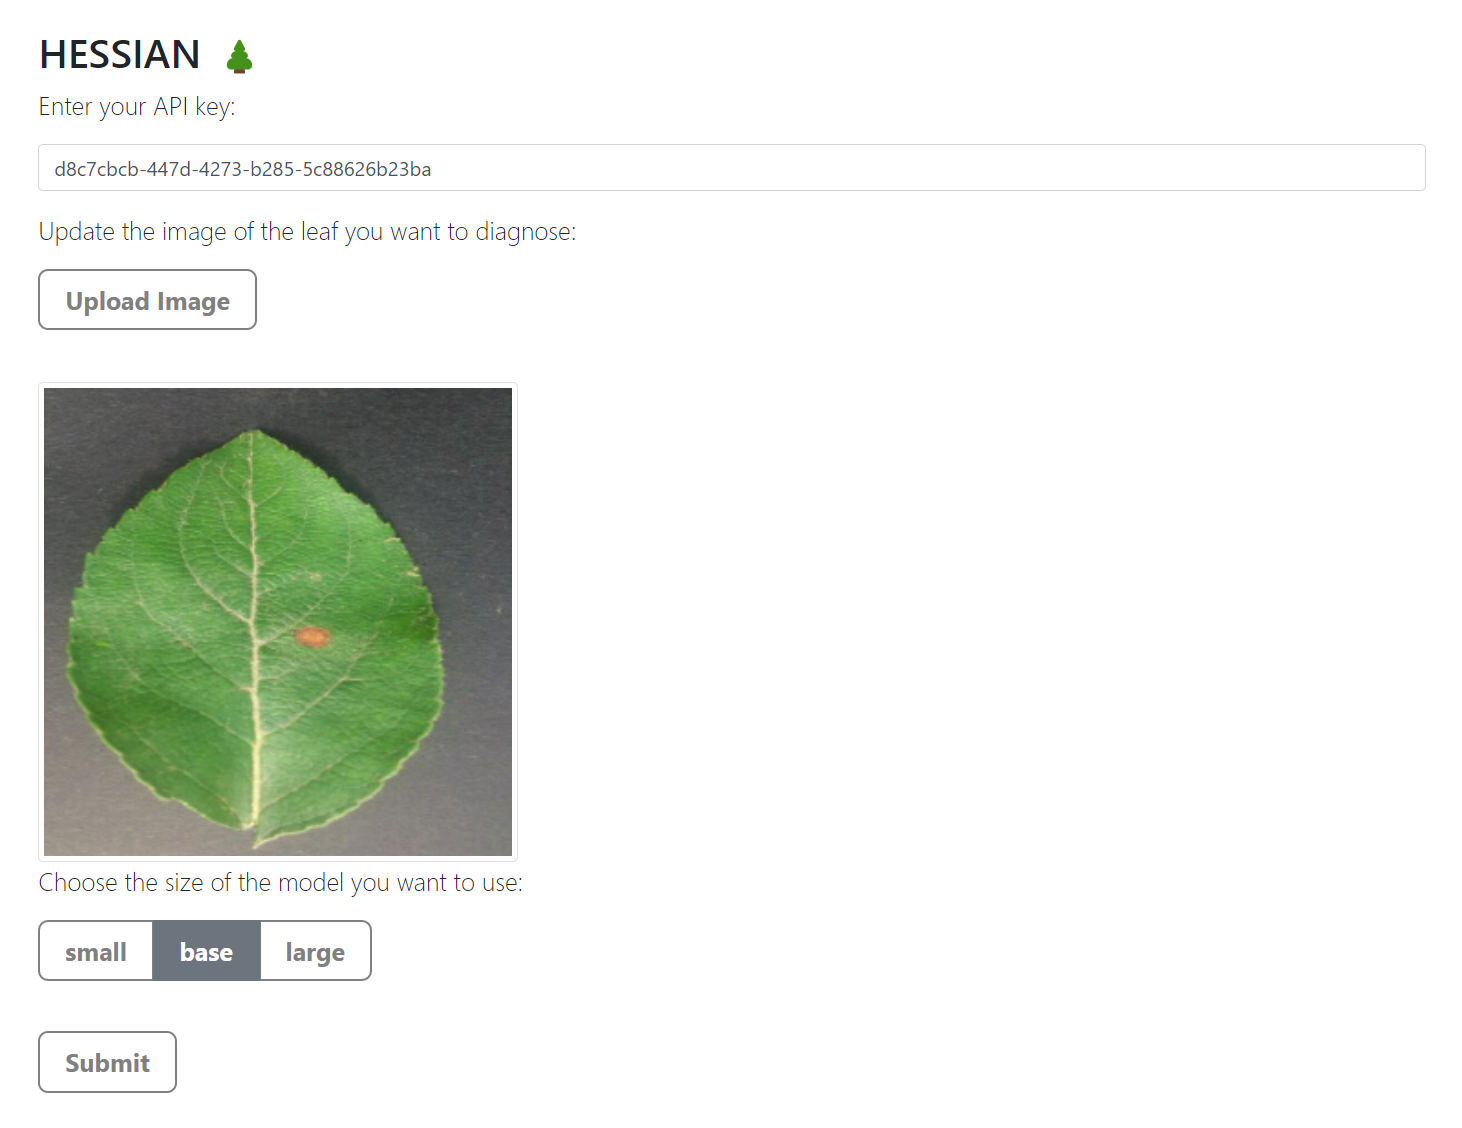 HESSIAN
Enter your API key:
d8c7cbcb-447d-4273-b285-5c88626b23ba
Update the image of the leaf you want to diagnose:
Upload Image
Choose the size of the model you want to use:
small base large
Submit